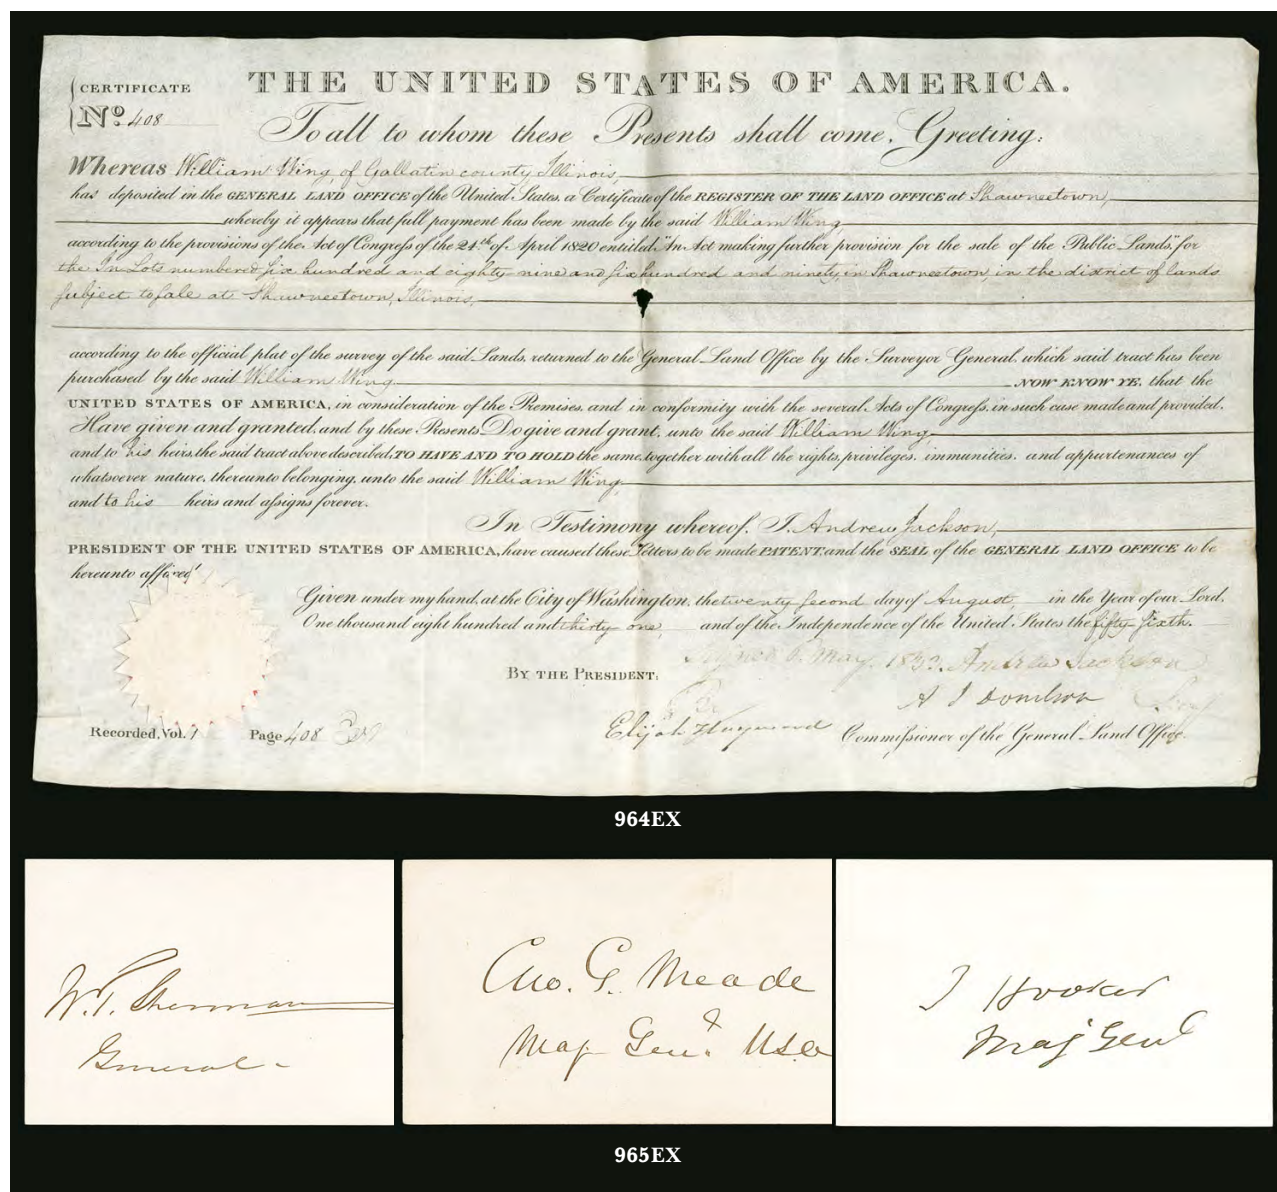 CERTIFICATE
No. 408
THE UNITED STATES OF AMERICA.
To all to whom these Presents shall come, Greeting:
Whereas William Wing, of Gallatin county Illinois,
has deposited in the GENERAL LAND OFFICE of the United States, a Certificate of the REGISTER OF THE LAND OFFICE at Shawneetown,
whereby it appears that full payment has been made by the said William Wing
according to the provisions of the Act of Congress of the 24th of April 1820 entitled "An Act making further provision for the sale of the Public Lands," for
the In Lots numbered six hundred and eighty nine and six hundred and ninety, in Shawneetown, in the district of lands
subject to sale at Shawneetown, Illinois,
according to the official plat of the survey of the said Lands, returned to the General Land Office by the Surveyor General, which said tract has been
purchased by the said William Wing NOW KNOW YE, that the
UNITED STATES OF AMERICA, in consideration of the Premises, and in conformity with the several Acts of Congress, in such case made and provided,
Have given and granted, and by these Presents Do give and grant, unto the said William Wing,
and to his heirs, the said tract above described; TO HAVE AND TO HOLD the same, together with all the rights, privileges, immunities, and appurtenances of
whatsoever nature, thereunto belonging, unto the said William Wing
and to his heirs and assigns forever.
In Testimony whereof, I, Andrew Jackson,
PRESIDENT OF THE UNITED STATES OF AMERICA, have caused these Letters to be made PATENT, and the SEAL of the GENERAL LAND OFFICE to be
hereunto affixed
Given under my hand, at the City of Washington, the twenty second day of August, in the Year of our Lord,
One thousand eight hundred and thirty one, and of the Independence of the United States the fifty sixth.
Signed 6. May. 1833. Andrew Jackson
BY THE PRESIDENT:
A J Donelson Secy
Elijah Hayward Commissioner of the General Land Office.
Recorded, Vol. 1 Page 408
964EX
W. T. Sherman
General
Geo. G. Meade
Maj Genl. USA
J Hooker
Maj Genl
965EX